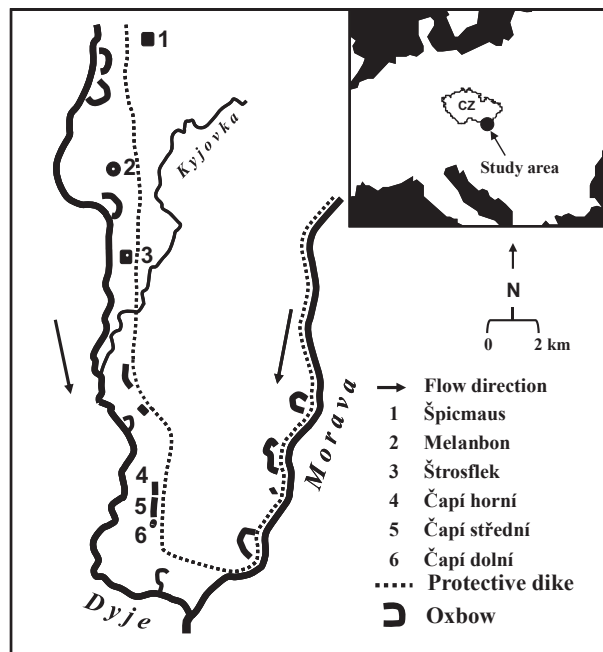 1
2
3
4
5
6
Kyjovka
Morava
Dyje
CZ
Study area
N
0 2 km
Flow direction
1 Špicmaus
2 Melanbon
3 Štrosflek
4 Čapí horní
5 Čapí střední
6 Čapí dolní
Protective dike
Oxbow